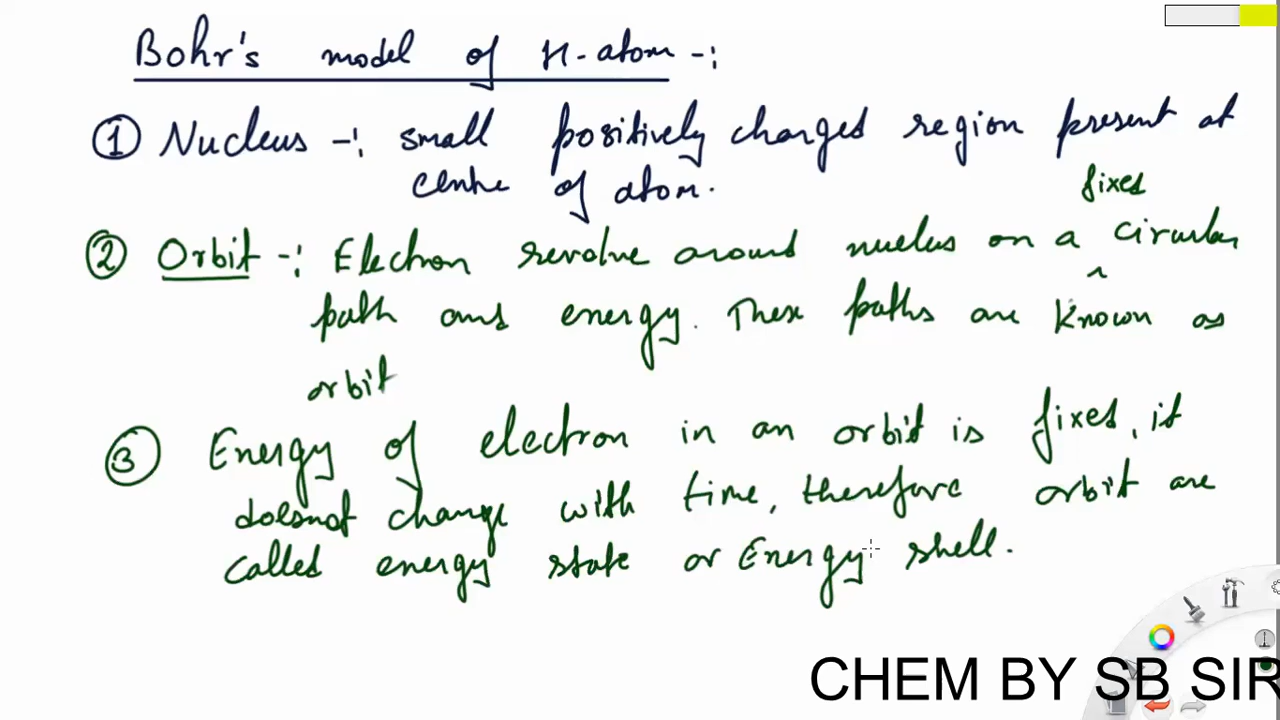 Bohr's model of H-atom -:
① Nucleus -: small positively charged region present at
centre of atom.
fixed
② Orbit -: Electron revolve around nucleus on a ^ circular
path and energy. These paths are known as
orbit
③ Energy of electron in an orbit is fixed, it
doesnot change with time, therefore orbit are
called energy state or Energy shell.
CHEM BY SB SIR